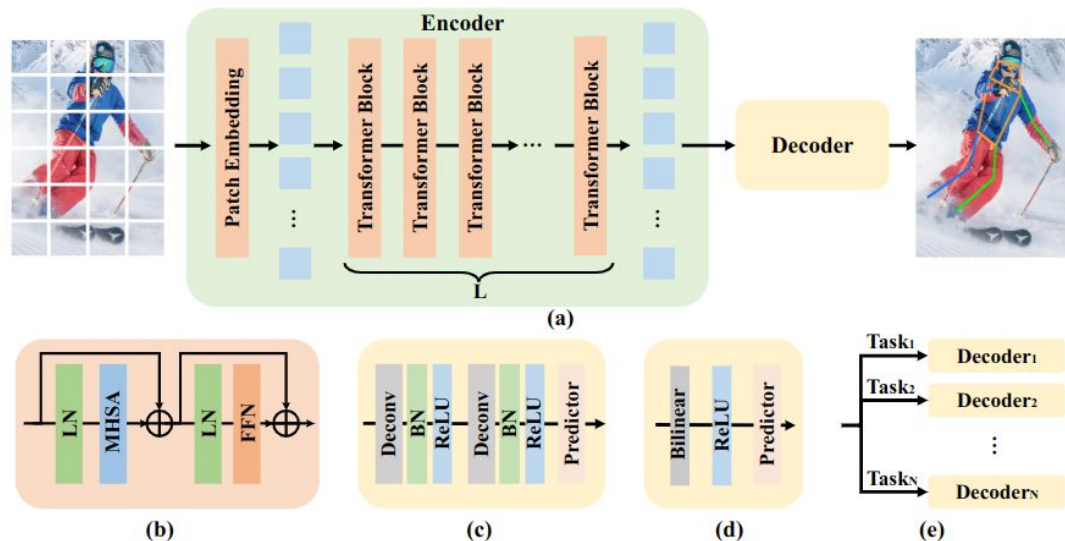 Encoder
Patch Embedding
...
Transformer Block
Transformer Block
Transformer Block
...
Transformer Block
...
L
Decoder
(a)
LN
MHSA
LN
FFN
(b)
Deconv
BN
ReLU
Deconv
BN
ReLU
Predictor
(c)
Bilinear
ReLU
Predictor
(d)
Task1
Decoder1
Task2
Decoder2
...
TaskN
DecoderN
(e)